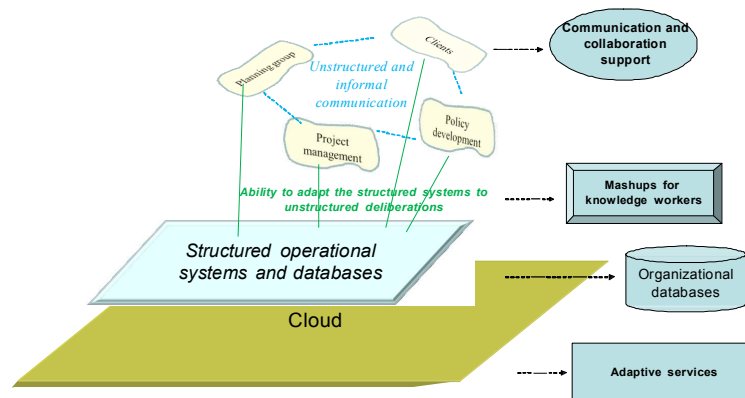 Communication and
collaboration
support
Clients
Planning group
Unstructured and
informal
communication
Policy
development
Project
management
Ability to adapt the structured systems to
unstructured deliberations
Mashups for
knowledge workers
Structured operational
systems and databases
Organizational
databases
Cloud
Adaptive services